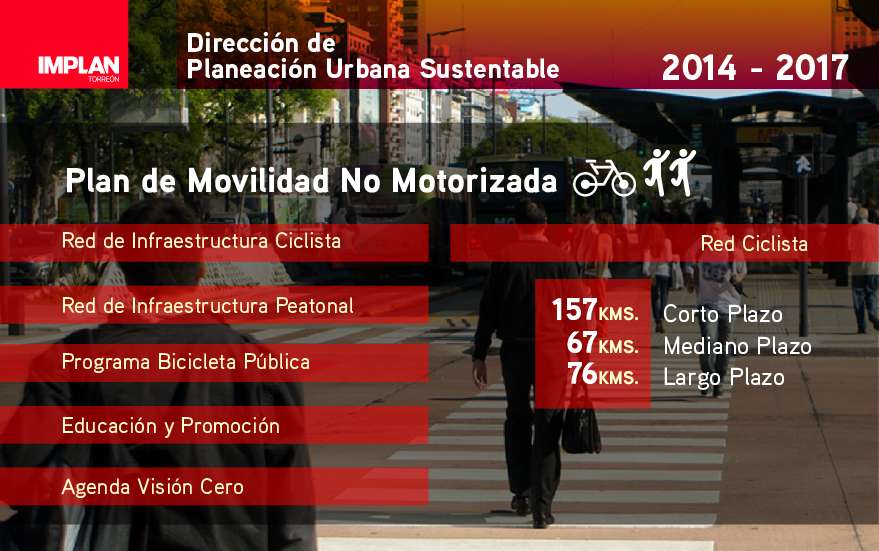 IMPLAN
TORREÓN
Dirección de
Planeación Urbana Sustentable
2014 - 2017
Plan de Movilidad No Motorizada
Red de Infraestructura Ciclista
Red de Infraestructura Peatonal
Programa Bicicleta Pública
Educación y Promoción
Agenda Visión Cero
Red Ciclista
157KMS. Corto Plazo
67KMS. Mediano Plazo
76KMS. Largo Plazo